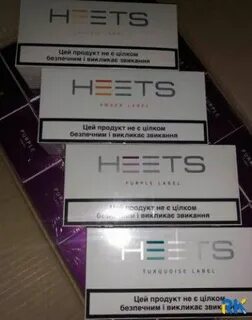 HEETS
Цей продукт не є цілком
безпечним і викликає звикання
HEETS
AMBER LABEL
Цей продукт не є цілком
безпечним і викликає звикання
HEETS
PURPLE LABEL
Цей продукт не є цілком
безпечним і викликає звикання
HEETS
TURQUOISE LABEL
Цей продукт не є цілком
безпечним і викликає звикання